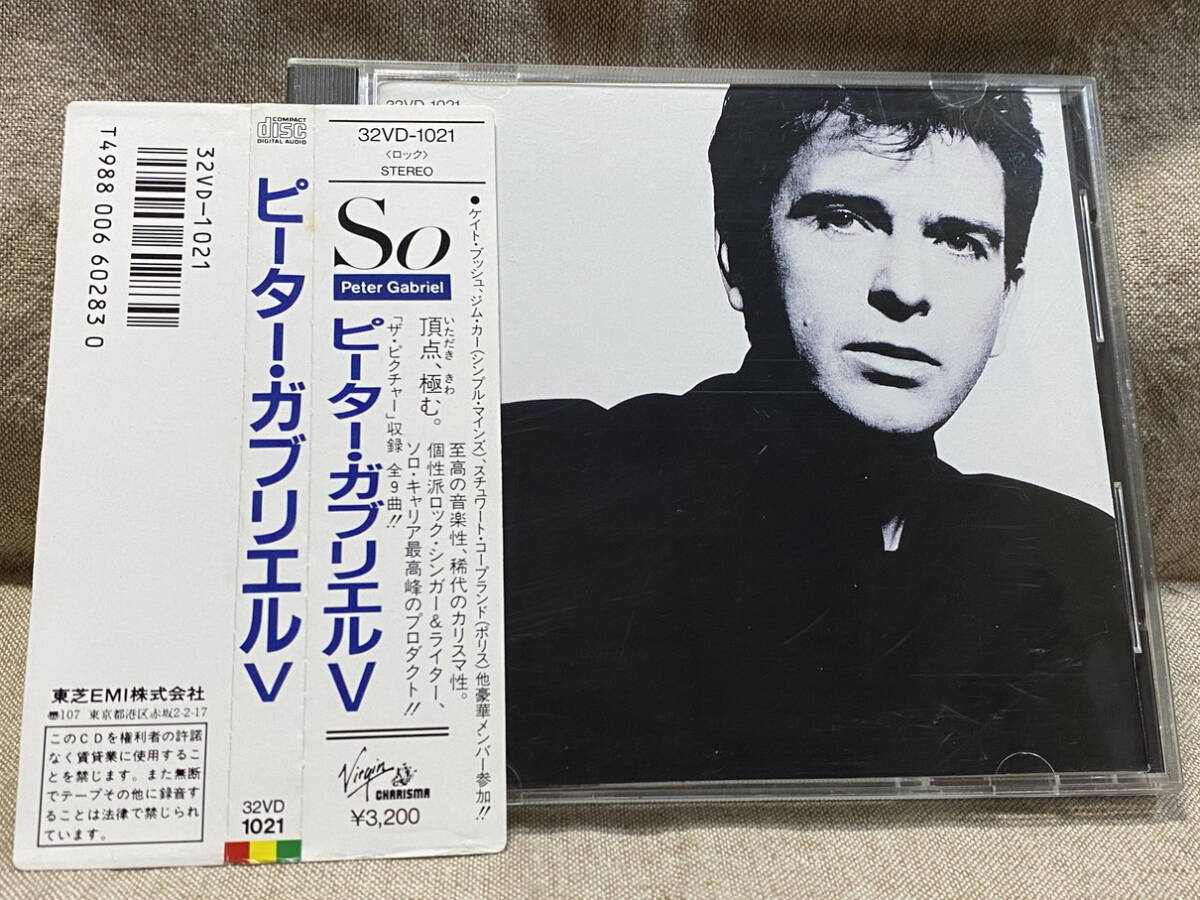 32VD-1021
T4988 006 60283 0
東芝EMI株式会社
〠107 東京都港区赤坂2-2-17
このCDを権利者の許諾
なく賃貸業に使用するこ
とを禁じます。また無断
でテープその他に録音す
ることは法律で禁じられ
ています。
COMPACT
disc
DIGITAL AUDIO
ピーター・ガブリエルV
32VD
1021
32VD-1021
〈ロック〉
STEREO
So
Peter Gabriel
ピーター・ガブリエルV
●ケイト・ブッシュ、ジム・カー(シンプル・マインズ)、スチュワート・コープランド(ポリス)他豪華メンバー参加!!
いただき きわ
頂点、極む。
至高の音楽性、稀代のカリスマ性。
個性派ロック・シンガー&ライター、
ソロ・キャリア最高峰のプロダクト!!
「ザ・ピクチャー」収録 全9曲!!
Virgin
CHARISMA
¥3,200
32VD-1021